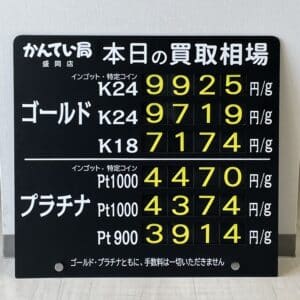 かんてい局 盛岡店 本日の買取相場
インゴット・特定コイン
K24 9925 円/g
ゴールド K24 9719 円/g
K18 7174 円/g
インゴット・特定コイン
Pt1000 4470 円/g
プラチナ Pt1000 4374 円/g
Pt900 3914 円/g
ゴールド・プラチナともに、手数料は一切いただきません